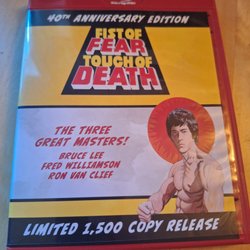 40TH ANNIVERSARY EDITION
FIST OF
FEAR
TOUCH OF
DEATH
THE THREE
GREAT MASTERS!
BRUCE LEE
FRED WILLIAMSON
RON VAN CLIEF
LIMITED 1,500 COPY RELEASE